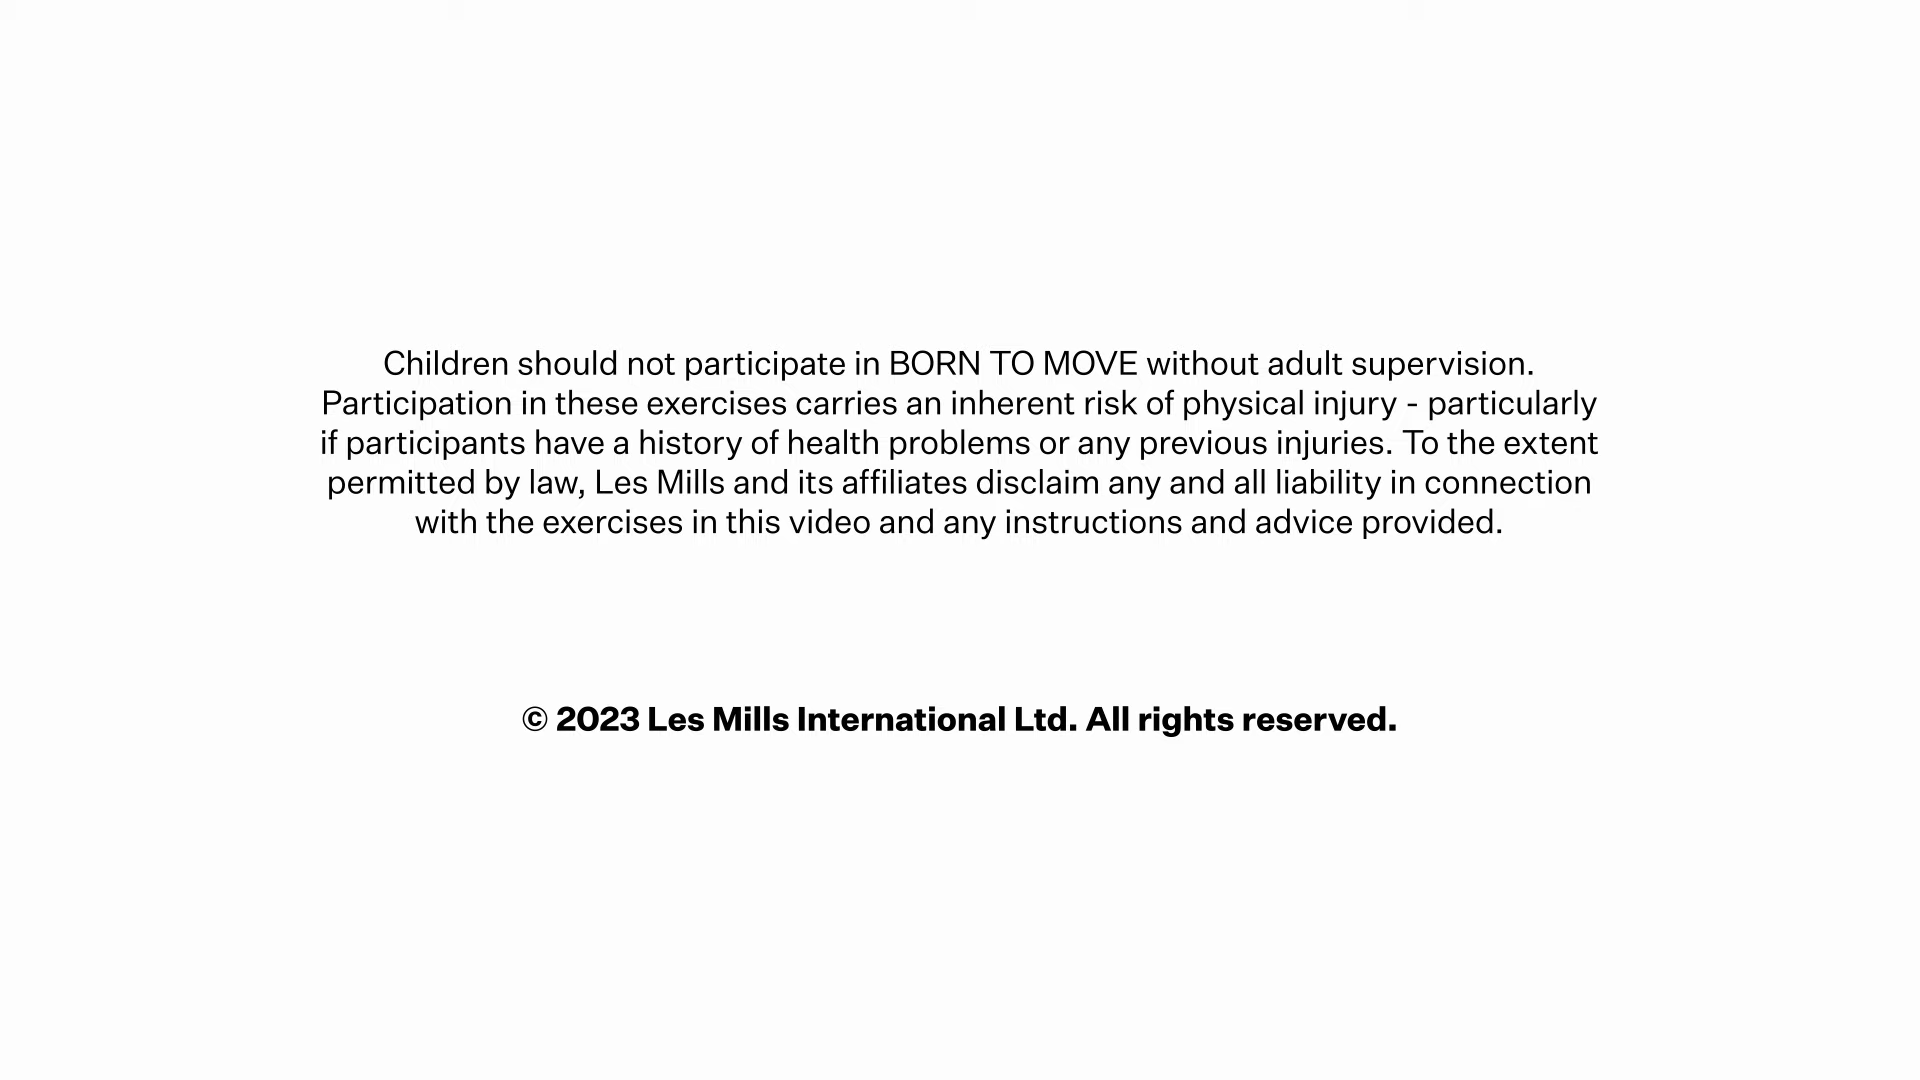 Children should not participate in BORN TO MOVE without adult supervision.
Participation in these exercises carries an inherent risk of physical injury - particularly
if participants have a history of health problems or any previous injuries. To the extent
permitted by law, Les Mills and its affiliates disclaim any and all liability in connection
with the exercises in this video and any instructions and advice provided.
© 2023 Les Mills International Ltd. All rights reserved.